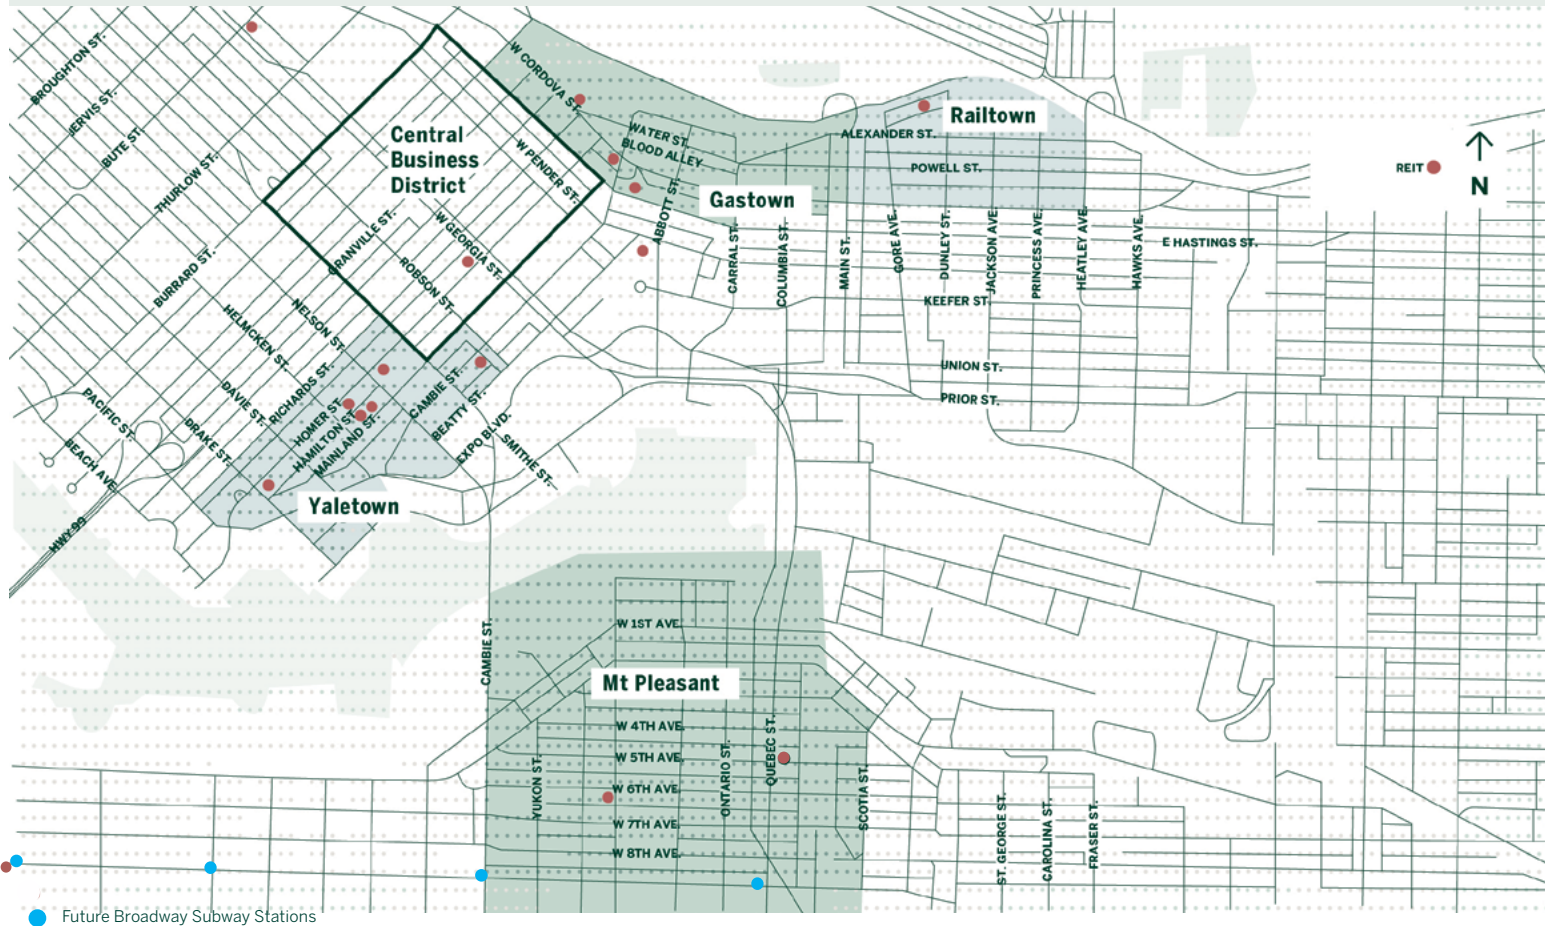 BROUGHTON ST.
JERVIS ST.
BUTE ST.
THURLOW ST.
BURRARD ST.
W CORDOVA ST.
Central
Business
District
W PENDER ST.
WATER ST.
BLOOD ALLEY
ABBOTT ST.
Gastown
Railtown
ALEXANDER ST.
POWELL ST.
REIT
N
GRANVILLE ST.
W GEORGIA ST.
ROBSON ST.
CARRAL ST.
COLUMBIA ST.
MAIN ST.
GORE AVE.
DUNLEY ST.
JACKSON AVE.
PRINCESS AVE.
HEATLEY AVE.
HAWKS AVE.
E HASTINGS ST.
KEEFER ST.
UNION ST.
PRIOR ST.
NELSON ST.
HELMCKEN ST.
RICHARDS ST.
DAVIE ST.
HOMER ST.
HAMILTON ST.
MAINLAND ST.
CAMBIE ST.
BEATTY ST.
EXPO BLVD.
SMITHE ST.
PACIFIC ST.
DRAKE ST.
BEACH AVE.
HWY 99
Yaletown
CAMBIE ST.
W 1ST AVE.
Mt Pleasant
W 4TH AVE.
W 5TH AVE.
W 6TH AVE.
W 7TH AVE.
W 8TH AVE.
YUKON ST.
ONTARIO ST.
QUEBEC ST.
SCOTIA ST.
ST. GEORGE ST.
CAROLINA ST.
FRASER ST.
Future Broadway Subway Stations